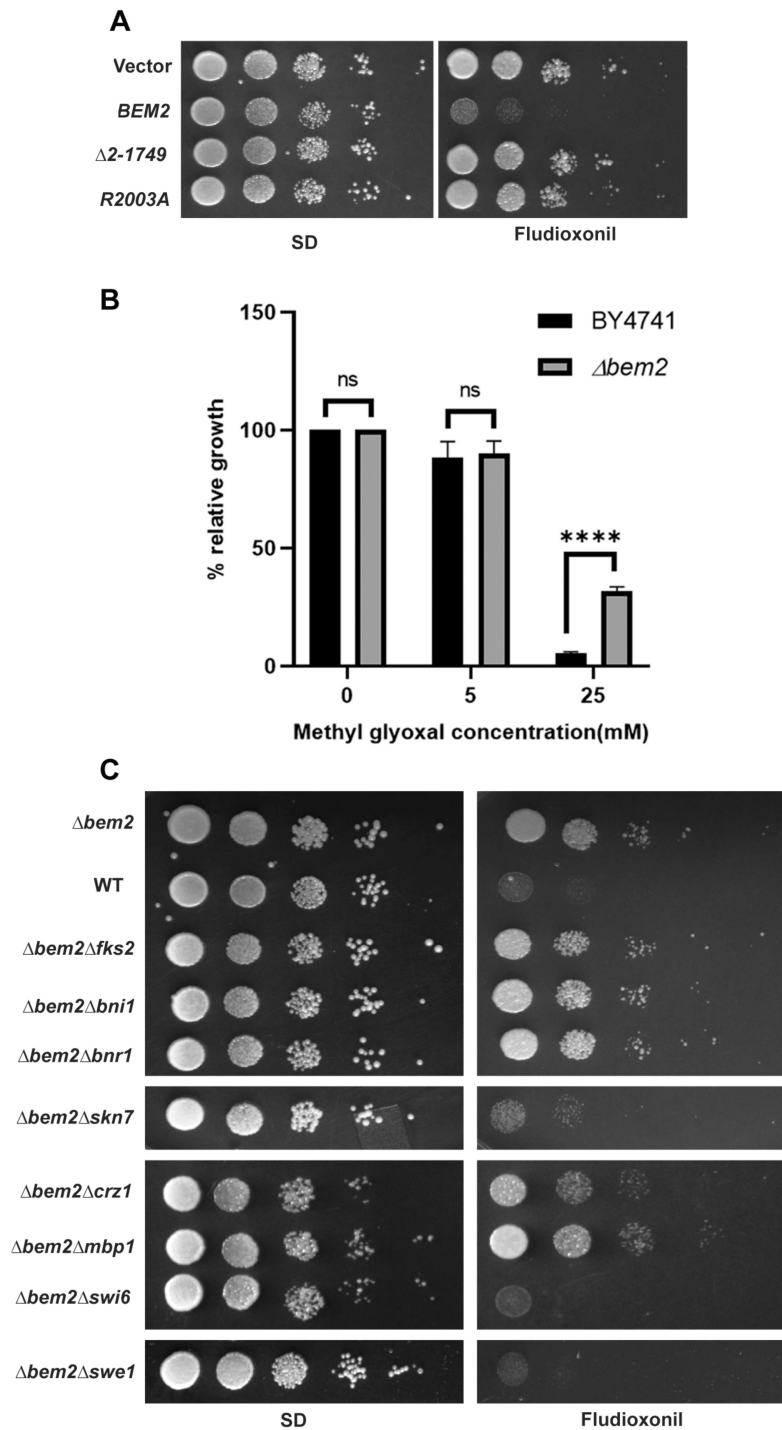 A
Vector
BEM2
Δ2-1749
R2003A
SD
Fludioxonil
B
150
100
50
0
% relative growth
ns
ns
****
BY4741
Δbem2
0
5
25
Methyl glyoxal concentration(mM)
C
Δbem2
WT
Δbem2Δfks2
Δbem2Δbni1
Δbem2Δbnr1
Δbem2Δskn7
Δbem2Δcrz1
Δbem2Δmbp1
Δbem2Δswi6
Δbem2Δswe1
SD
Fludioxonil